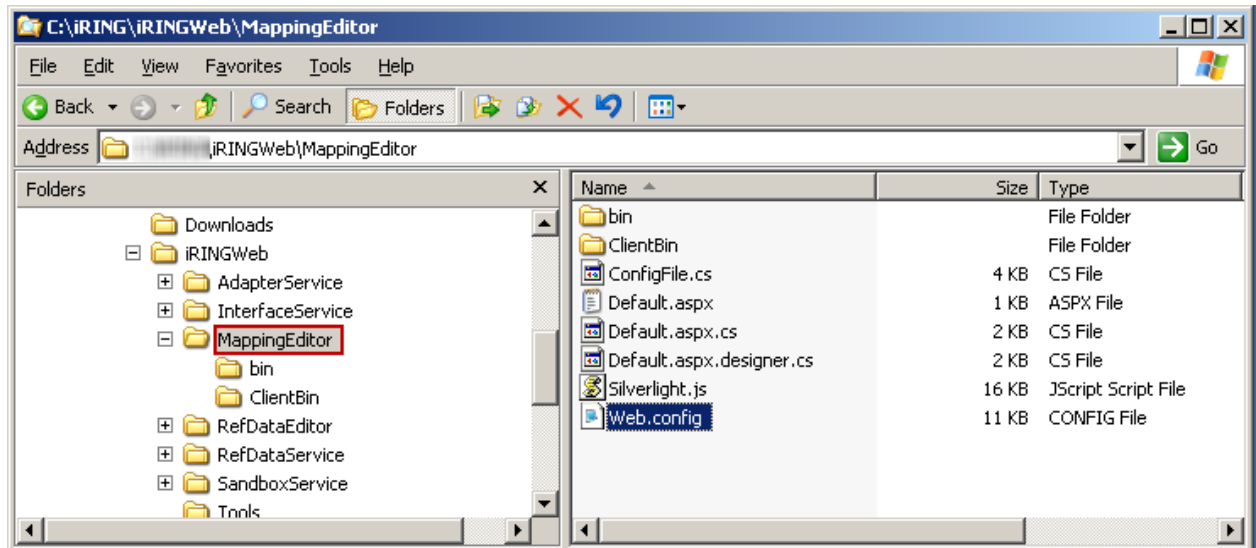 C:\iRING\iRINGWeb\MappingEditor
File Edit View Favorites Tools Help
Back Search Folders
Address iRINGWeb\MappingEditor Go
Folders
Downloads
iRINGWeb
AdapterService
InterfaceService
MappingEditor
bin
ClientBin
RefDataEditor
RefDataService
SandboxService
Tools
Name Size Type
bin File Folder
ClientBin File Folder
ConfigFile.cs 4 KB CS File
Default.aspx 1 KB ASPX File
Default.aspx.cs 2 KB CS File
Default.aspx.designer.cs 2 KB CS File
Silverlight.js 16 KB JScript Script File
Web.config 11 KB CONFIG File